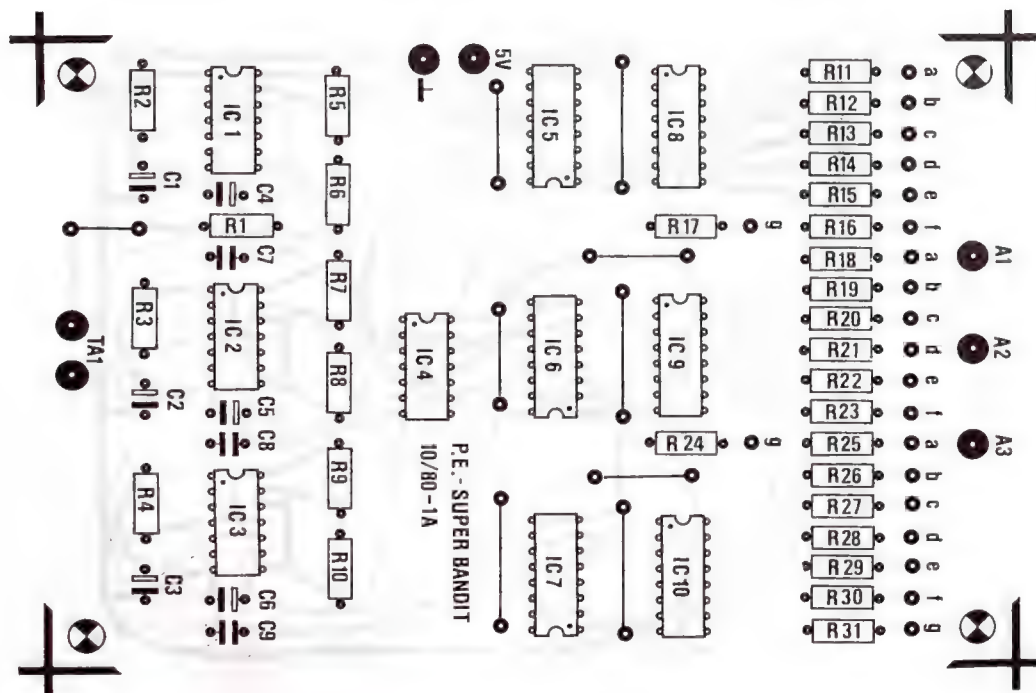 5V
R2
IC 1
R5
IC 5
IC 8
R11
a
R12
b
R13
c
R14
d
R15
e
R16
f
C1
C4
R6
R1
R17
g
C7
R18
a
A1
R19
b
R3
IC 2
R7
R20
c
TA1
IC 4
IC 6
IC 9
R21
d
A2
R8
R22
e
C2
C5
R23
f
C8
R24
g
R25
a
A3
R4
IC 3
R9
P.E.- SUPER BANDIT
10/80-1A
R26
b
R27
c
IC 7
IC 10
R28
d
R10
R29
e
C3
C6
R30
f
C9
R31
g